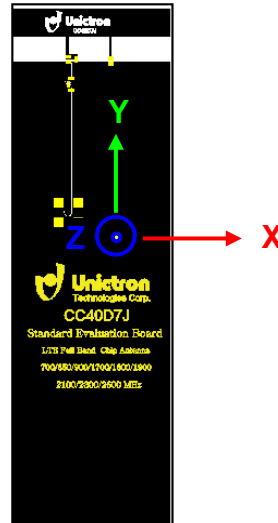 Unictron
Y
Z
X
Unictron
Technologies Corp.
CC40D7J
Standard Evaluation Board
LTE Full Band Chip Antenna
700/850/900/1700/1800/1900
2100/2300/2600 MHz